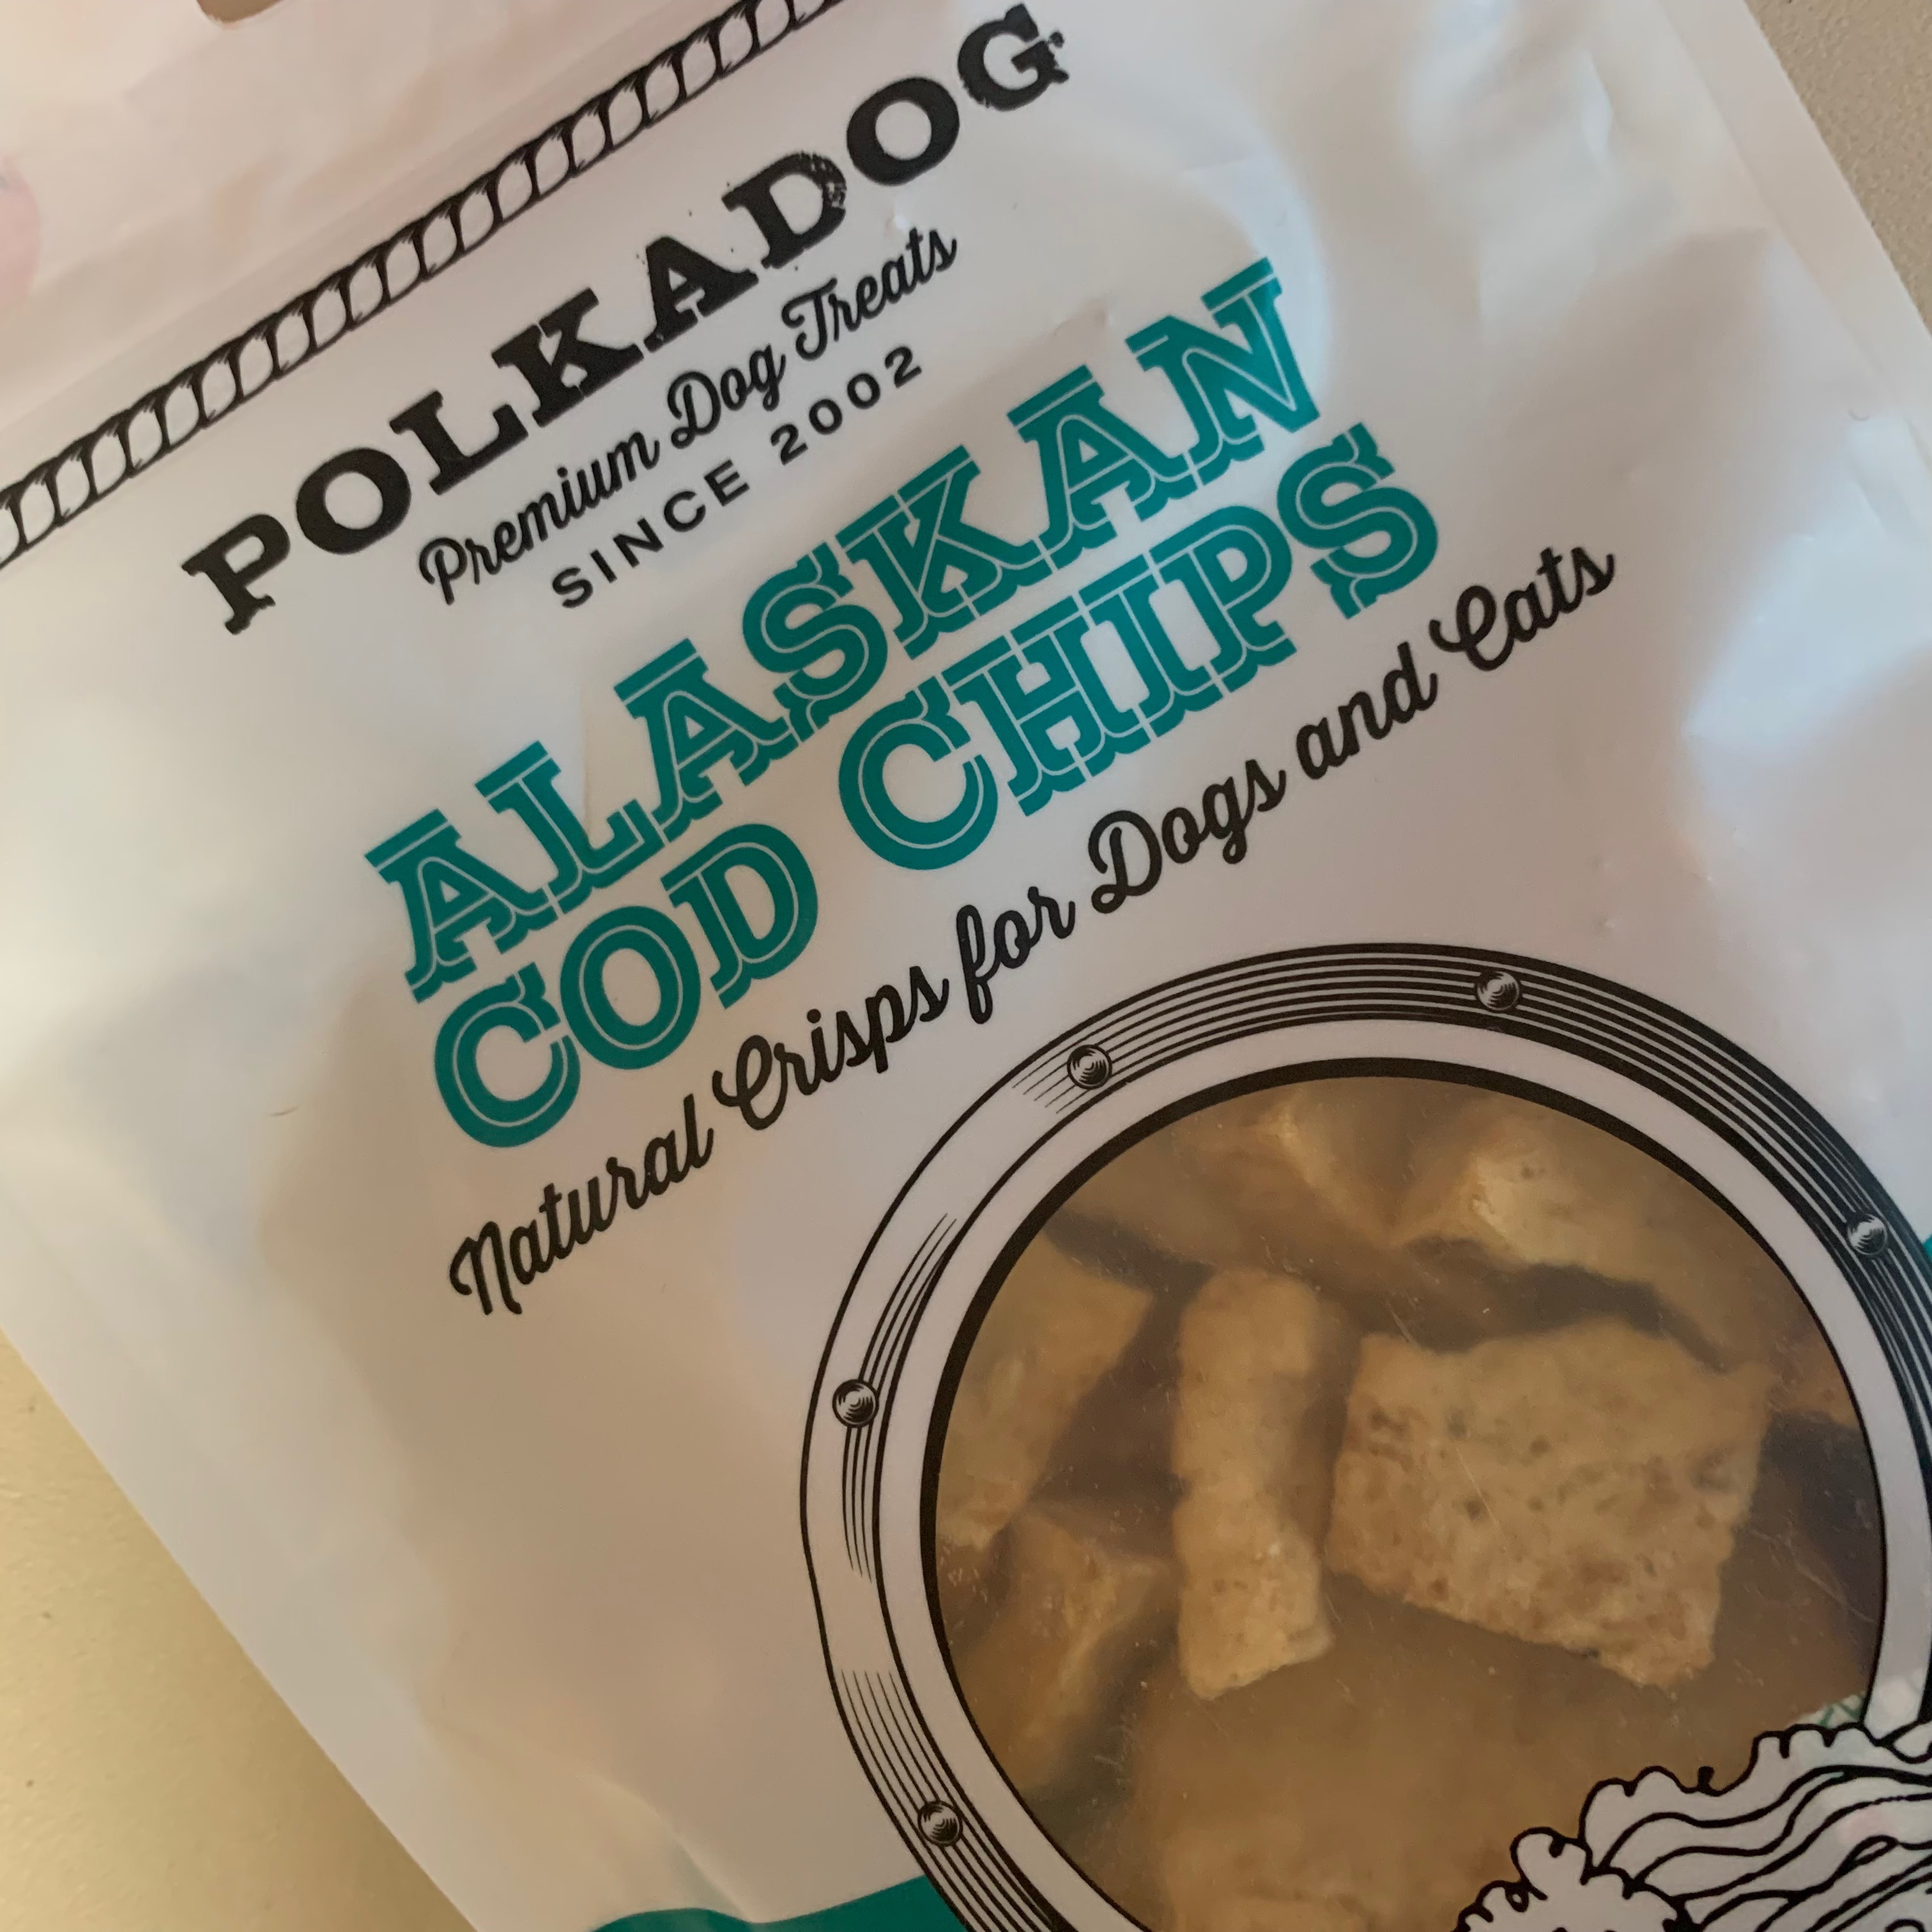 POLKADOG
Premium Dog Treats
SINCE 2002
ALASKAN
COD CHIPS
Natural Crisps for Dogs and Cats